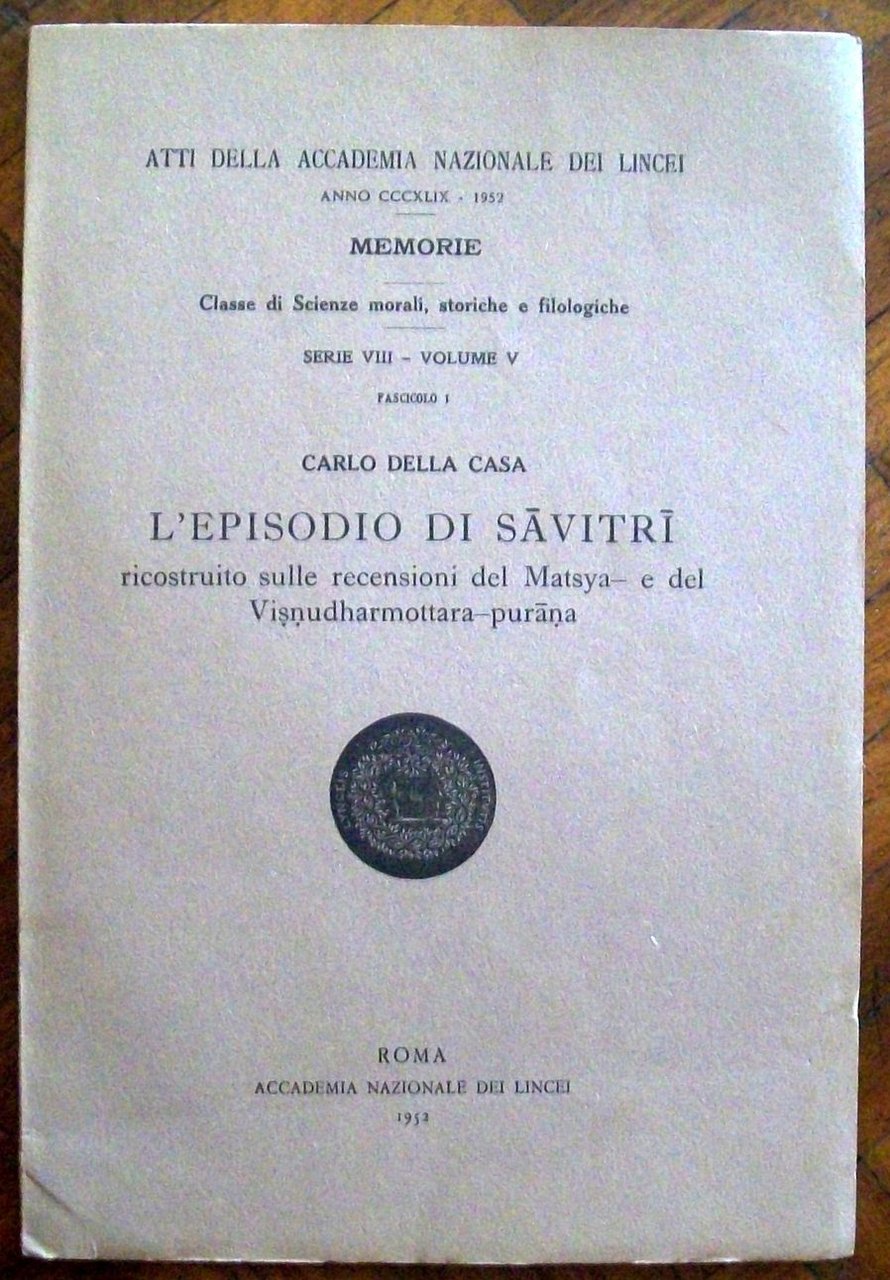 ATTI DELLA ACCADEMIA NAZIONALE DEI LINCEI
ANNO CCCXLIX - 1952
MEMORIE
Classe di Scienze morali, storiche e filologiche
SERIE VIII – VOLUME V
FASCICOLO 1
CARLO DELLA CASA
L'EPISODIO DI SĀVITRĪ
ricostruito sulle recensioni del Matsya– e del
Viṣṇudharmottara–purāṇa
ROMA
ACCADEMIA NAZIONALE DEI LINCEI
1952